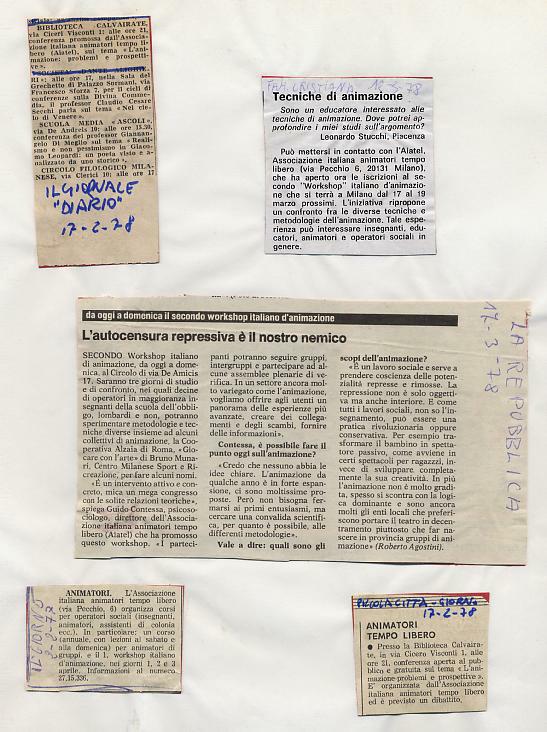 BIBLIOTECA CALVAIRATE,
via Ciceri Visconti 1: alle ore 21,
conferenza promossa dall'Associa-
zione italiana animatori tempo li-
bero (Aiatel), sul tema «L'ani-
mazione: problemi e prospetti-
ve».
SOCIETA' DANTE ALIGHIE-
RI: alle ore 17, nella Sala del
Grechetto di Palazzo Sormani, via
Francesco Sforza 7, per il cicli di
conferenze sulla Divina Comme-
dia, il professor Claudio Cesare
Secchi parla sul tema «Nel cie-
lo di Venere».
SCUOLA MEDIA «ASCOLI»,
via De Andreis 10: alle ore 15.30,
conferenza del professor Giannan-
gelo Di Meglio sul tema «Reali-
smo e non pessimismo in Giaco-
mo Leopardi: un poeta visto e a-
nalizzato da uno storico».
CIRCOLO FILOLOGICO MILA-
NESE, via Clerici 10; alle ore 17
IL GIORNALE
"DIARIO"
17-2-78
FAM. CRISTIANA 12-3-78
Tecniche di animazione
Sono un educatore interessato alle
tecniche di animazione. Dove potrei ap-
profondire i miei studi sull'argomento?
Leonardo Stucchi, Piacenza
Può mettersi in contatto con l'Aiatel,
Associazione italiana animatori tempo
libero (via Pecchio 6, 20131 Milano),
che ha aperto ora le iscrizioni al se-
condo "Workshop" italiano d'animazio-
ne che si terrà a Milano dal 17 al 19
marzo prossimi. L'iniziativa ripropone
un confronto fra le diverse tecniche e
metodologie dell'animazione. Tale espe-
rienza può interessare insegnanti, edu-
catori, animatori e operatori sociali in
genere.
da oggi a domenica il secondo workshop italiano d'animazione
L'autocensura repressiva è il nostro nemico
SECONDO Workshop italiano
di animazione, da oggi a dome-
nica, al Circolo di via De Amicis
17. Saranno tre giorni di studio
e di confronto, nei quali decine
di operatori in maggioranza in-
segnanti della scuola dell'obbli-
go, lombardi e non, potranno
sperimentare metodologie e tec-
niche diverse insieme ad alcuni
collettivi di animazione, la Coo-
perativa Alzaia di Roma, «Gio-
care con l'arte» di Bruno Muna-
ri, Centro Milanese Sport e Ri-
creazione, per fare alcuni nomi.
«È un intervento attivo e con-
creto, mica un mega congresso
con le solite relazioni teoriche»,
spiega Guido Contessa, psicoso-
ciologo, direttore dell'Associa-
zione italiana animatori tempo
libero (Aiatel) che ha promosso
questo workshop. «I parteci-
panti potranno seguire gruppi,
intergruppi e partecipare ad al-
cune assemblee plenarie di ve-
rifica. In un settore ancora mol-
to variegato come l'animazione,
vogliamo offrire agli utenti un
panorama delle esperienze più
avanzate, creare dei collega-
menti e degli scambi, fornire
delle informazioni».
Contessa, è possibile fare il
punto oggi sull'animazione?
«Credo che nessuno abbia le
idee chiare. L'animazione da
qualche anno è in forte espan-
sione, ci sono moltissime pro-
poste. Però non bisogna fer-
marsi ai primi entusiasmi, ma
cercare una convalida scientifi-
ca, per quanto è possibile, alle
differenti metodologie».
Vale a dire: quali sono gli
scopi dell'animazione?
«È un lavoro sociale e serve a
prendere coscienza delle poten-
zialità represse e rimosse. La
repressione non è solo oggetti-
va ma anche interiore. E come
tutti i lavori sociali, non so l'in-
segnamento, può essere una
pratica rivoluzionaria oppure
conservativa. Per esempio tra-
sformare il bambino in spetta-
tore passivo, come avviene in
certi spettacoli per ragazzi, in-
vece di sviluppare completa-
mente la sua creatività. In più
l'animazione non è molto gradi-
ta, spesso si scontra con la logi-
ca dominante e sono ancora
molti gli enti locali che preferi-
scono portare il teatro in decen-
tramento piuttosto che far na-
scere in provincia gruppi di ani-
mazione» (Roberto Agostini).
LA REPUBBLICA
17-3-78
IL GIORNO
ANIMATORI. L'Associazione
italiana animatori tempo libero
(via Pecchio, 6) organizza corsi
per operatori sociali (insegnanti,
animatori, assistenti di colonia
ecc.). In particolare: un corso
(annuale, con lezioni al sabato e
alla domenica) per animatori di
gruppi, e il 1. workshop italiano
d'animazione, nei giorni 1, 2 e 3
aprile. Informazioni al numero
27.15.336.
PICCOLA CITTÀ - GIORNO
17-2-78
ANIMATORI
TEMPO LIBERO
● Presso la Biblioteca Calvaira-
te, in via Cicero Visconti 1, alle
ore 21, conferenza aperta al pub-
blico e gratuita sul tema «L'ani-
mazione-problemi e prospettive».
E' organizzata dall'Associazione
italiana animatori tempo libero
ed è previsto un dibattito.